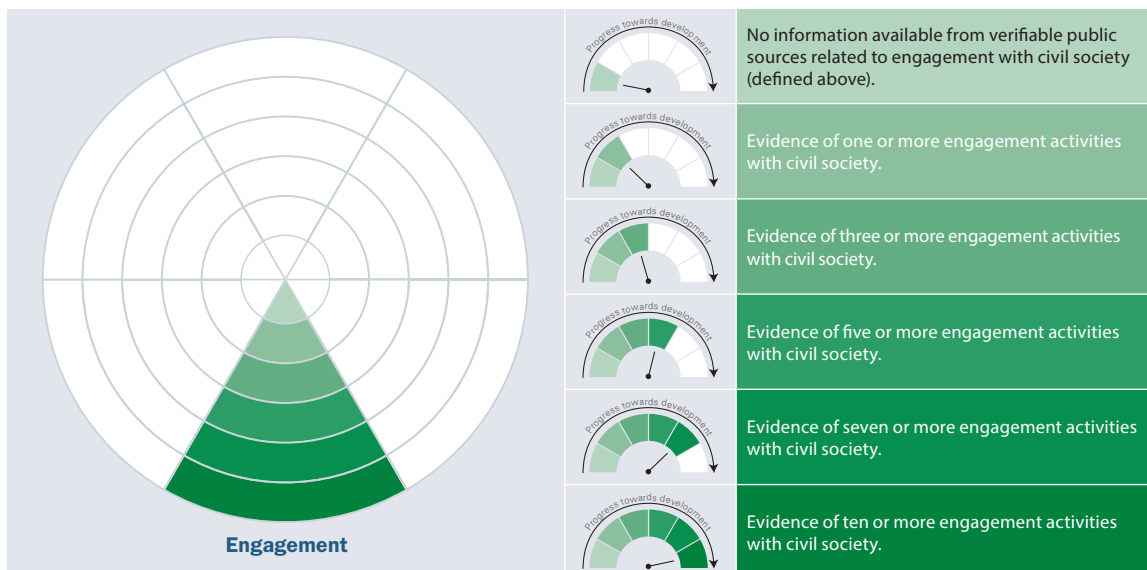 Progress towards development
No information available from verifiable public
sources related to engagement with civil society
(defined above).
Progress towards development
Evidence of one or more engagement activities
with civil society.
Progress towards development
Evidence of three or more engagement activities
with civil society.
Progress towards development
Evidence of five or more engagement activities
with civil society.
Progress towards development
Evidence of seven or more engagement activities
with civil society.
Progress towards development
Evidence of ten or more engagement activities
with civil society.
Engagement